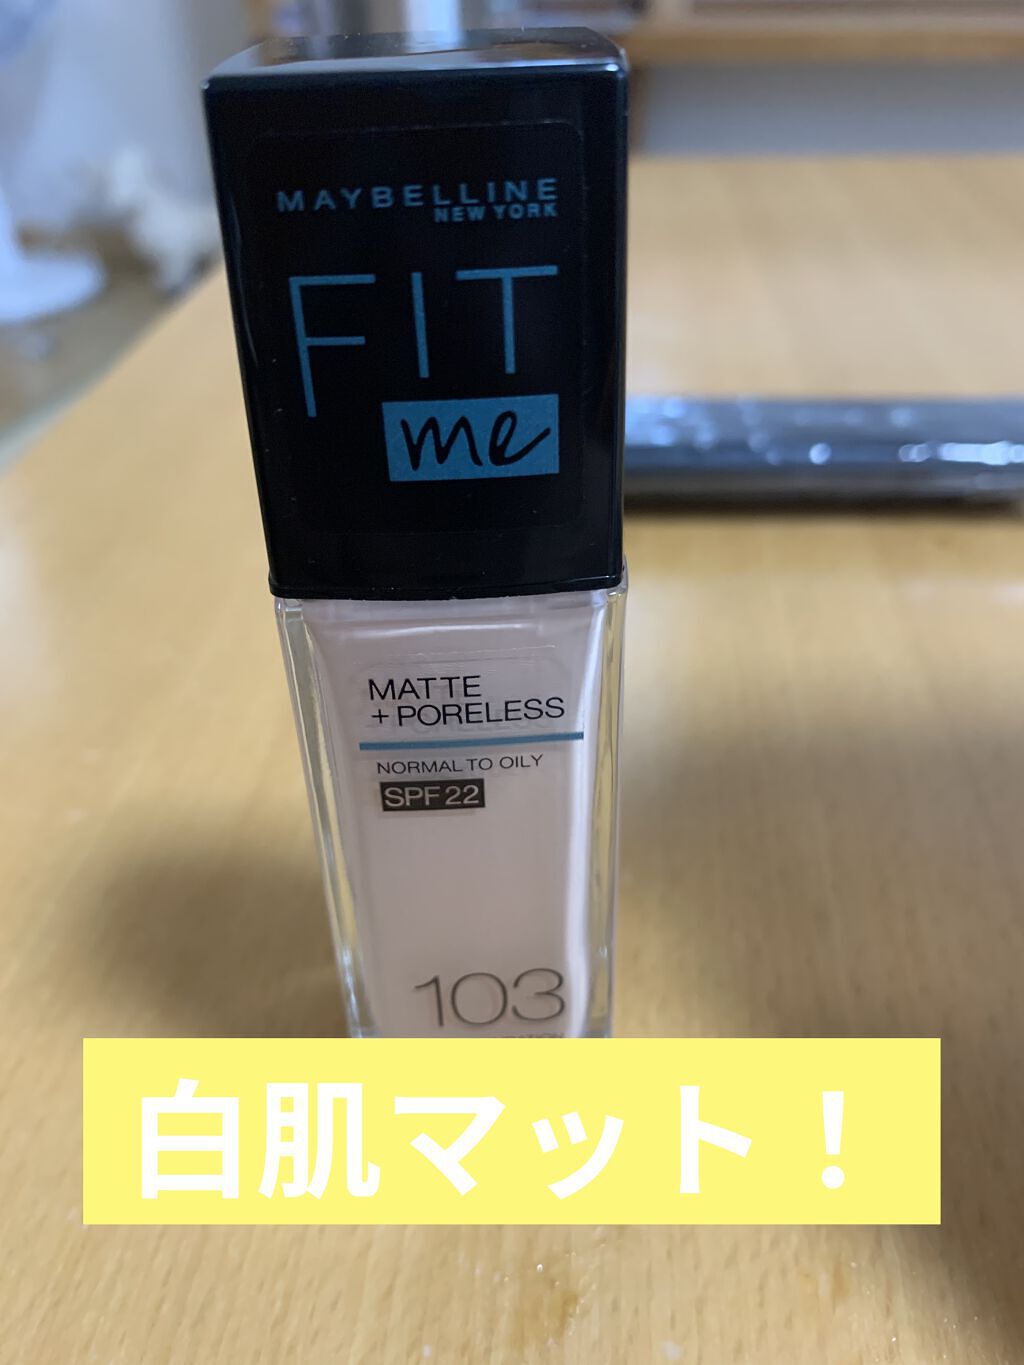 MAYBELLINE
NEW YORK
FIT
me
MATTE
+ PORELESS
NORMAL TO OILY
SPF 22
103
白肌マット！